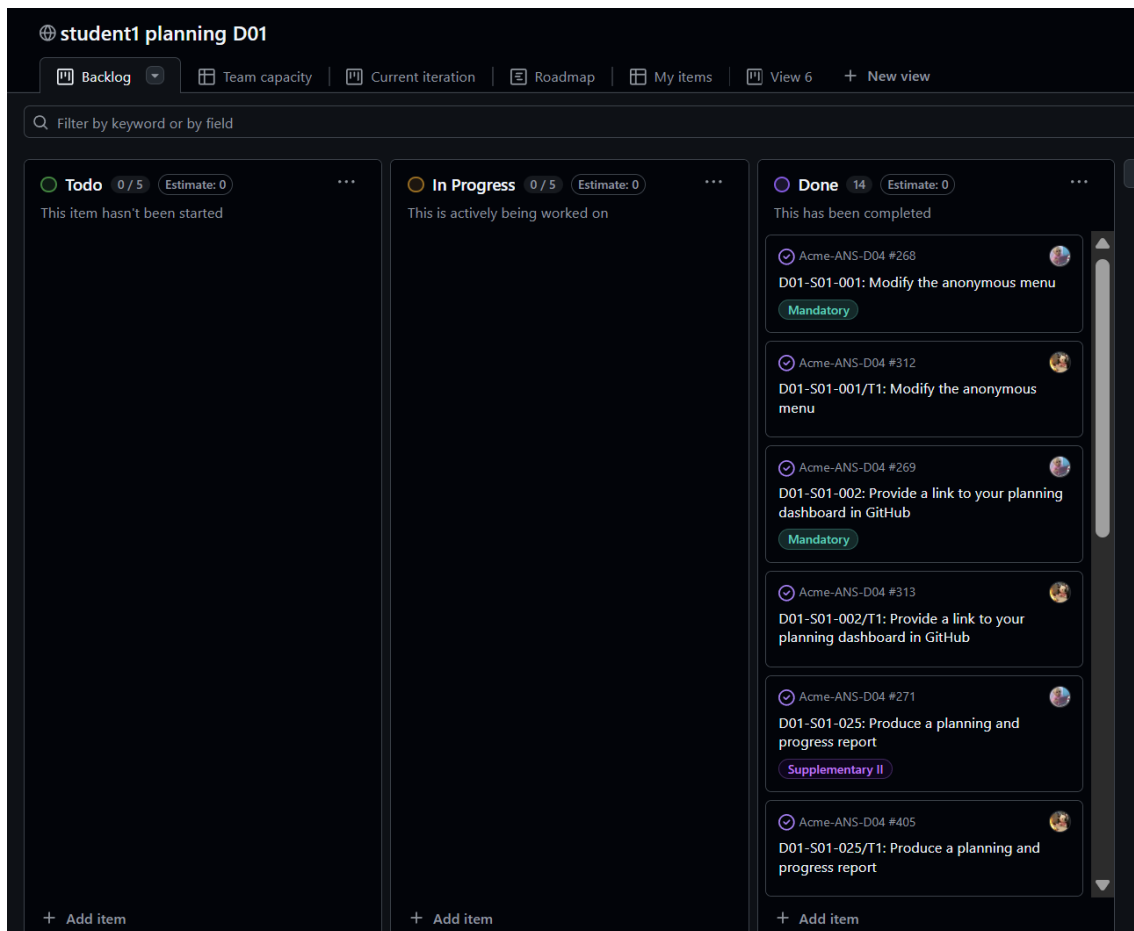 student1 planning D01
Backlog
Team capacity
Current iteration
Roadmap
My items
View 6
New view
Filter by keyword or by field
Todo 0 / 5 Estimate: 0
This item hasn't been started
Add item
In Progress 0 / 5 Estimate: 0
This is actively being worked on
Add item
Done 14 Estimate: 0
This has been completed
Acme-ANS-D04 #268
D01-S01-001: Modify the anonymous menu
Mandatory
Acme-ANS-D04 #312
D01-S01-001/T1: Modify the anonymous
menu
Acme-ANS-D04 #269
D01-S01-002: Provide a link to your planning
dashboard in GitHub
Mandatory
Acme-ANS-D04 #313
D01-S01-002/T1: Provide a link to your
planning dashboard in GitHub
Acme-ANS-D04 #271
D01-S01-025: Produce a planning and
progress report
Supplementary II
Acme-ANS-D04 #405
D01-S01-025/T1: Produce a planning and
progress report
Add item